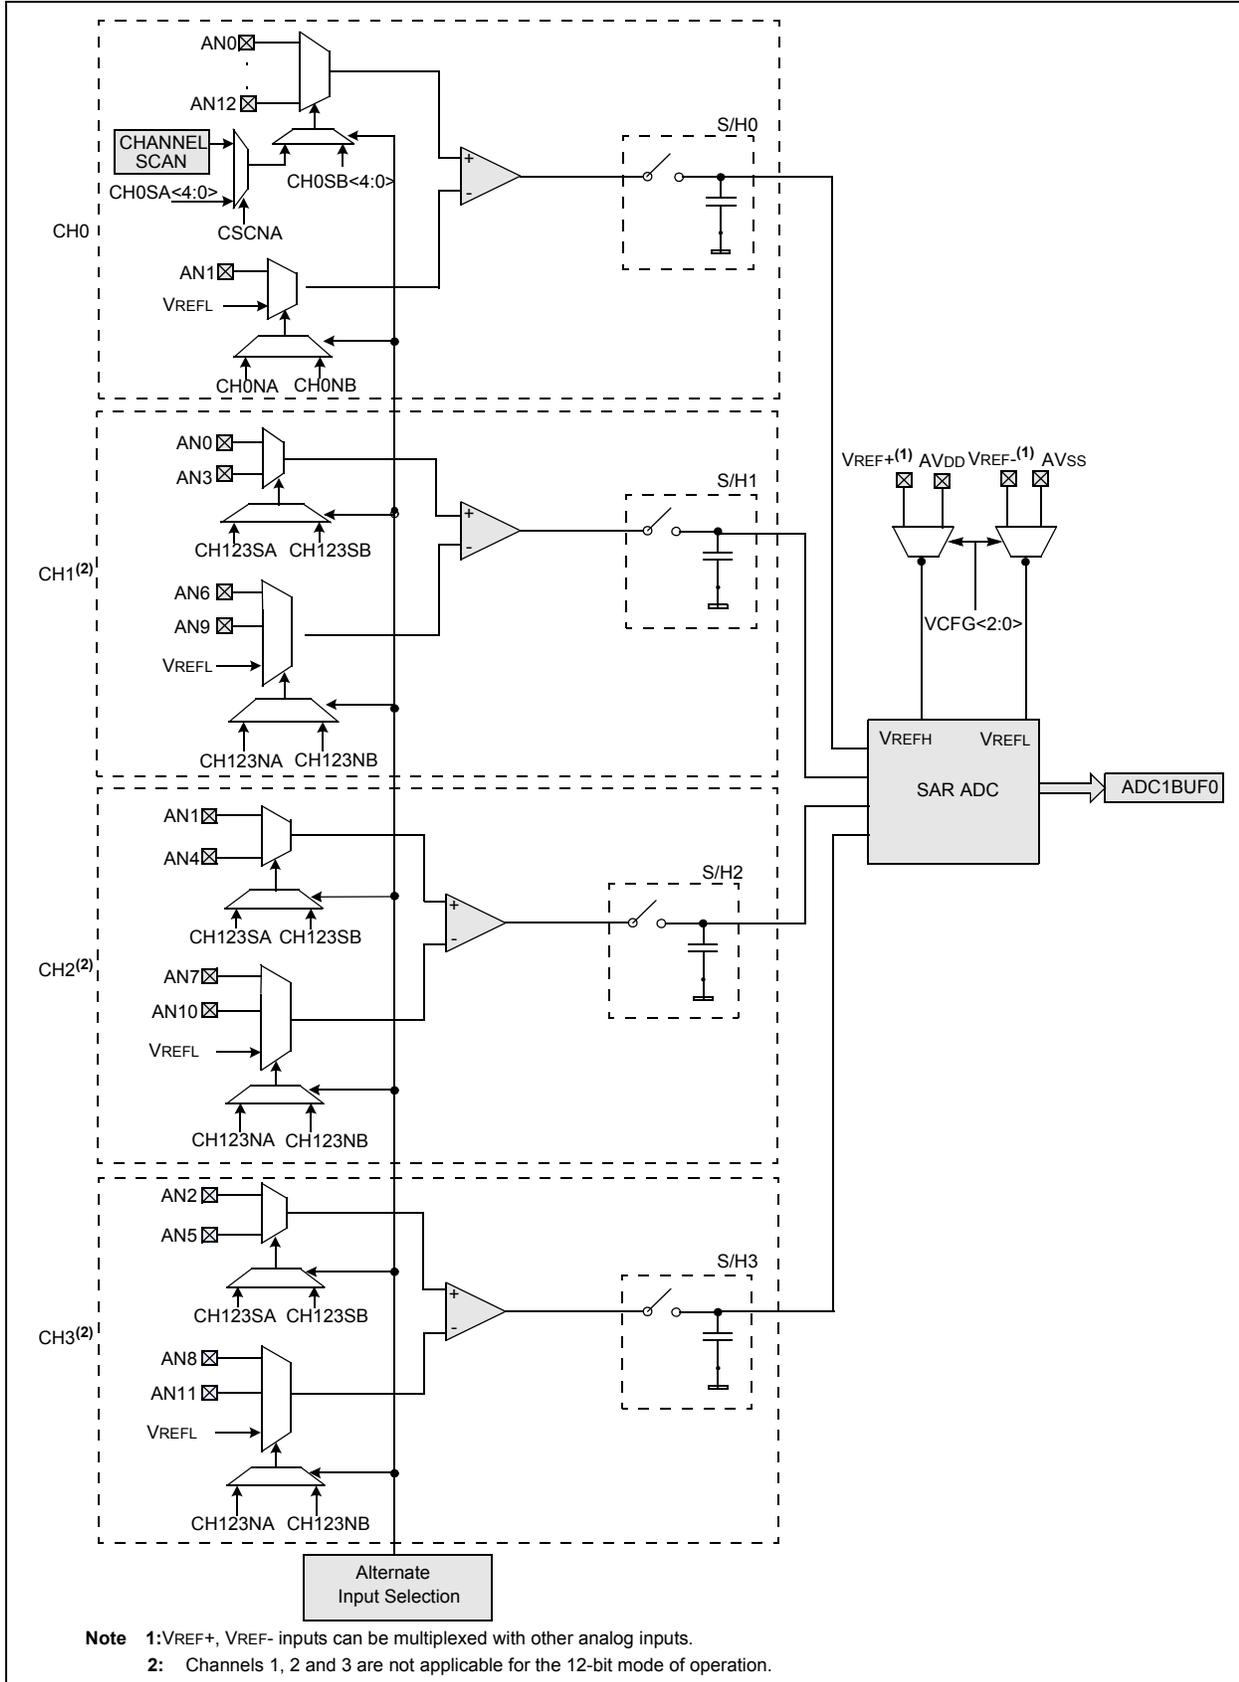 AN0
AN12
CHANNEL
SCAN
CH0SA<4:0>
CH0SB<4:0>
CSCNA
CH0
AN1
VREFL
CH0NA CH0NB
+
-
S/H0
AN0
AN3
CH123SA CH123SB
CH1(2)
AN6
AN9
VREFL
CH123NA CH123NB
+
-
S/H1
VREF+(1) AVDD VREF-(1) AVSS
VCFG<2:0>
VREFH VREFL
SAR ADC
ADC1BUF0
AN1
AN4
CH123SA CH123SB
CH2(2)
AN7
AN10
VREFL
CH123NA CH123NB
+
-
S/H2
AN2
AN5
CH123SA CH123SB
CH3(2)
AN8
AN11
VREFL
CH123NA CH123NB
+
-
S/H3
Alternate
Input Selection
Note 1:VREF+, VREF- inputs can be multiplexed with other analog inputs.
2: Channels 1, 2 and 3 are not applicable for the 12-bit mode of operation.